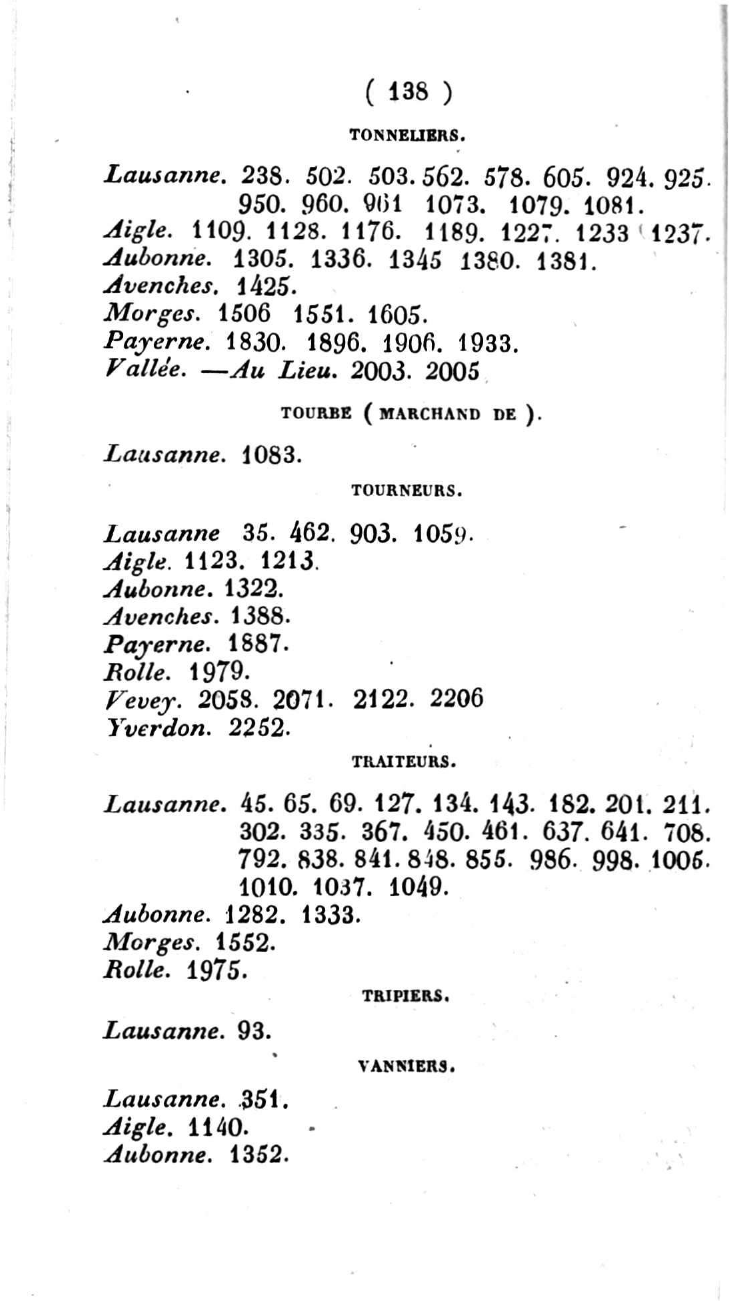 ( 138 )
TONNELIERS.
Lausanne. 238. 502. 503. 562. 578. 605. 924. 925.
950. 960. 961 1073. 1079. 1081.
Aigle. 1109. 1128. 1176. 1189. 1227. 1233 1237.
Aubonne. 1305. 1336. 1345 1380. 1381.
Avenches. 1425.
Morges. 1506 1551. 1605.
Payerne. 1830. 1896. 1906. 1933.
Vallée. —Au Lieu. 2003. 2005
TOURBE ( MARCHAND DE ).
Lausanne. 1083.
TOURNEURS.
Lausanne 35. 462. 903. 1059.
Aigle. 1123. 1213.
Aubonne. 1322.
Avenches. 1388.
Payerne. 1887.
Rolle. 1979.
Vevey. 2058. 2071. 2122. 2206
Yverdon. 2252.
TRAITEURS.
Lausanne. 45. 65. 69. 127. 134. 143. 182. 201. 211.
302. 335. 367. 450. 461. 637. 641. 708.
792. 838. 841. 848. 855. 986. 998. 1005.
1010. 1037. 1049.
Aubonne. 1282. 1333.
Morges. 1552.
Rolle. 1975.
TRIPIERS.
Lausanne. 93.
VANNIERS.
Lausanne. 351.
Aigle. 1140.
Aubonne. 1352.